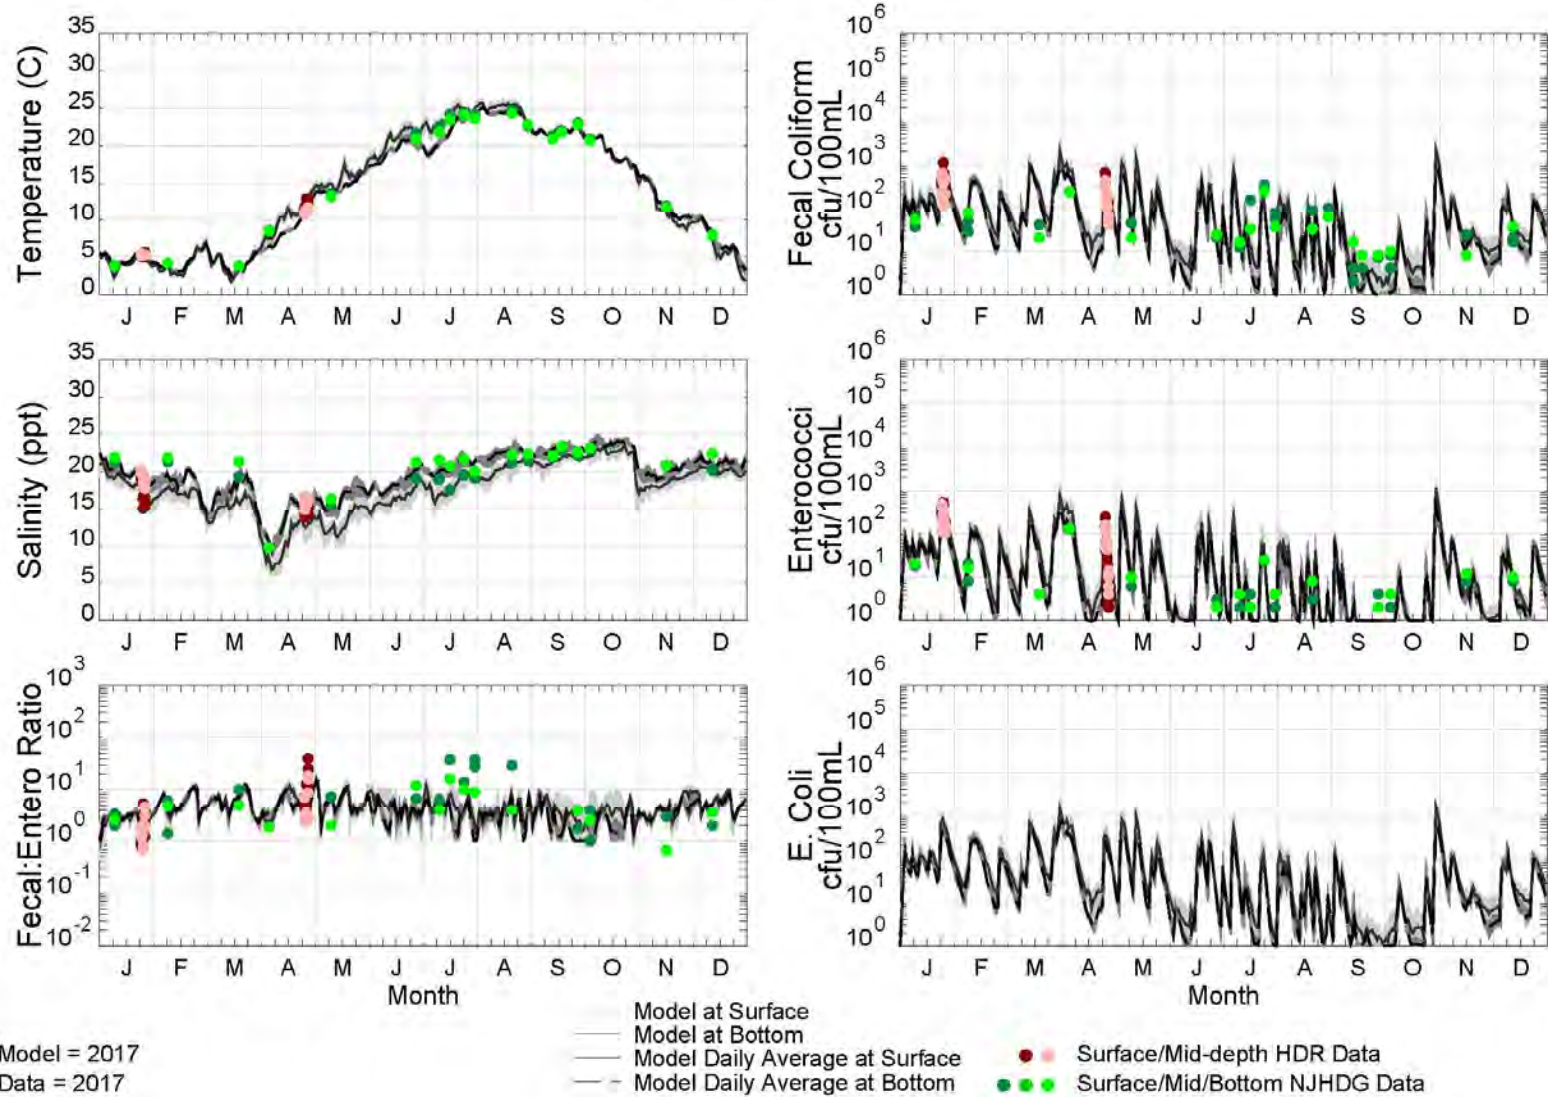 Temperature (C)
35
30
25
20
15
10
5
0
J F M A M J J A S O N D
Fecal Coliform
cfu/100mL
10^6
10^5
10^4
10^3
10^2
10^1
10^0
J F M A M J J A S O N D
Salinity (ppt)
35
30
25
20
15
10
5
0
J F M A M J J A S O N D
Enterococci
cfu/100mL
10^6
10^5
10^4
10^3
10^2
10^1
10^0
J F M A M J J A S O N D
Fecal:Entero Ratio
10^3
10^2
10^1
10^0
10^-1
10^-2
J F M A M J J A S O N D
Month
E. Coli
cfu/100mL
10^6
10^5
10^4
10^3
10^2
10^1
10^0
J F M A M J J A S O N D
Month
Model at Surface
Model at Bottom
Model Daily Average at Surface
Model Daily Average at Bottom
Surface/Mid-depth HDR Data
Surface/Mid/Bottom NJHDG Data
Model = 2017
Data = 2017